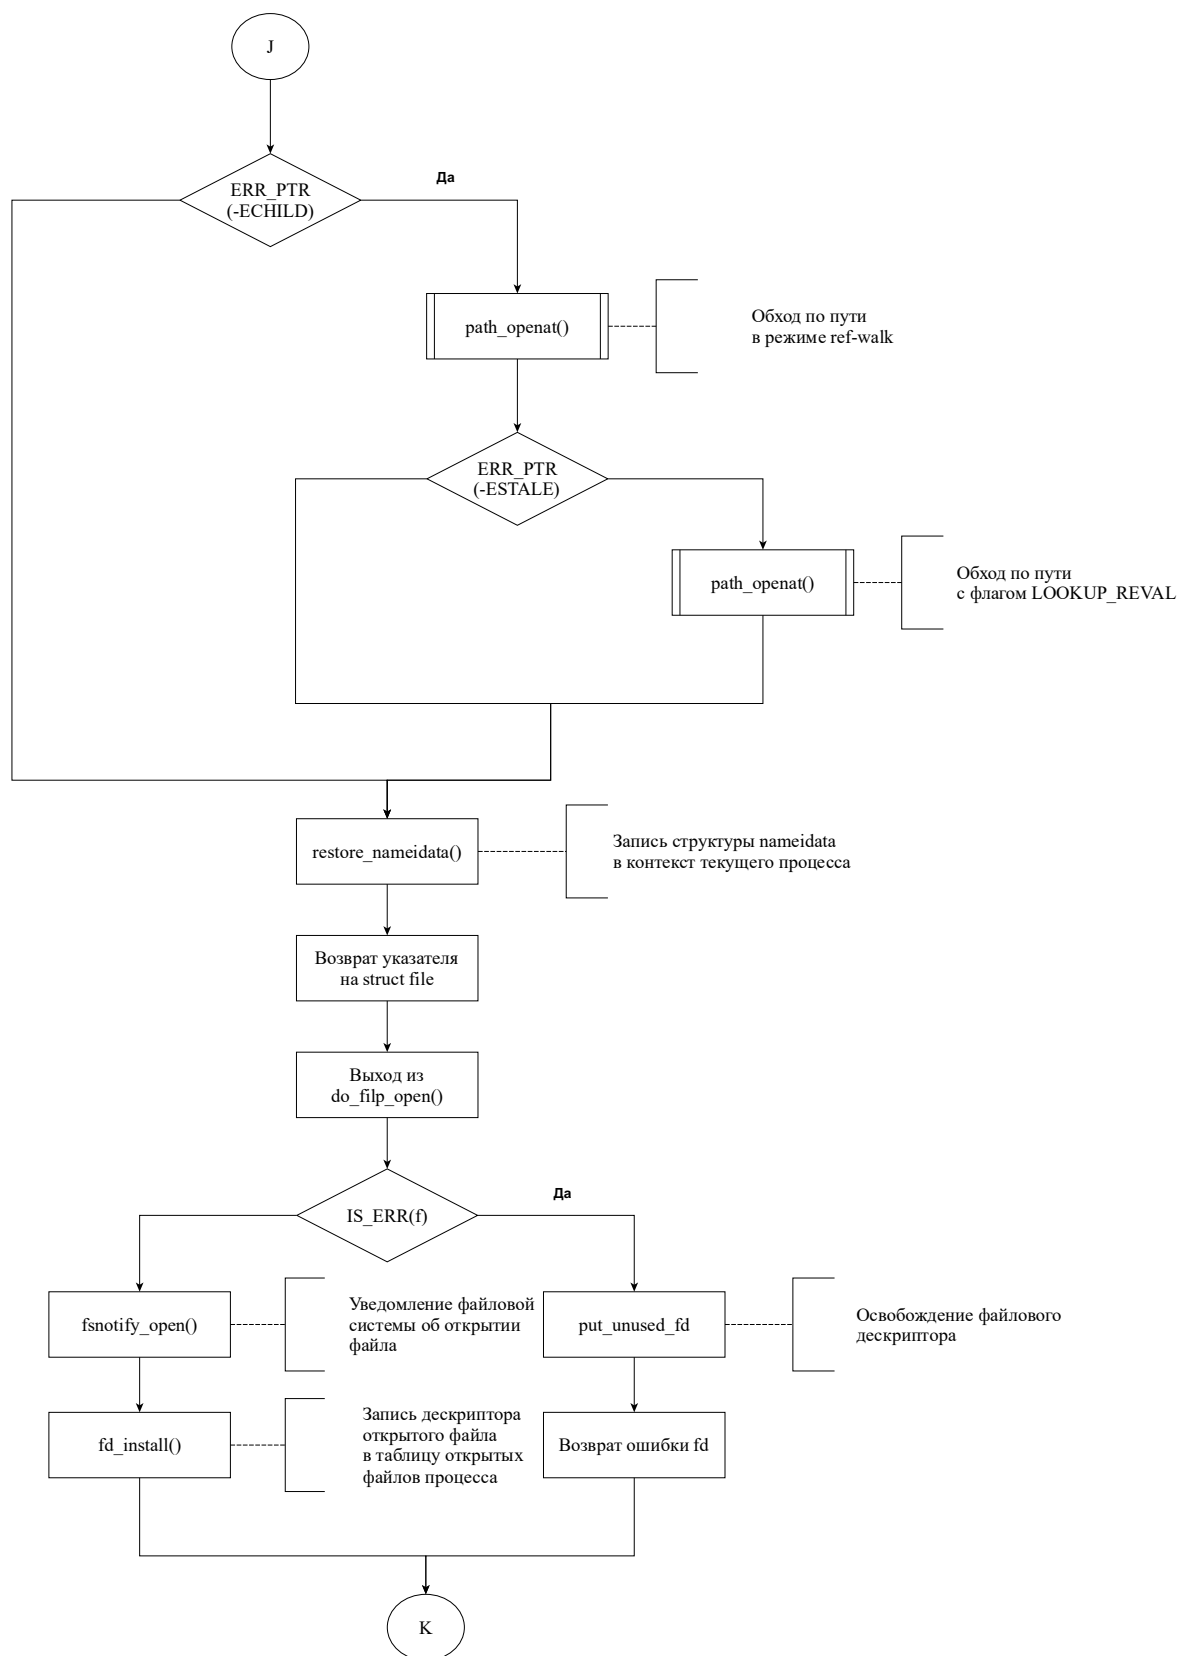 J
ERR_PTR
(-ECHILD)
Да
path_openat()
Обход по пути
в режиме ref-walk
ERR_PTR
(-ESTALE)
path_openat()
Обход по пути
с флагом LOOKUP_REVAL
restore_nameidata()
Запись структуры nameidata
в контекст текущего процесса
Возврат указателя
на struct file
Выход из
do_filp_open()
IS_ERR(f)
Да
fsnotify_open()
Уведомление файловой
системы об открытии
файла
put_unused_fd
Освобождение файлового
дескриптора
fd_install()
Запись дескриптора
открытого файла
в таблицу открытых
файлов процесса
Возврат ошибки fd
K